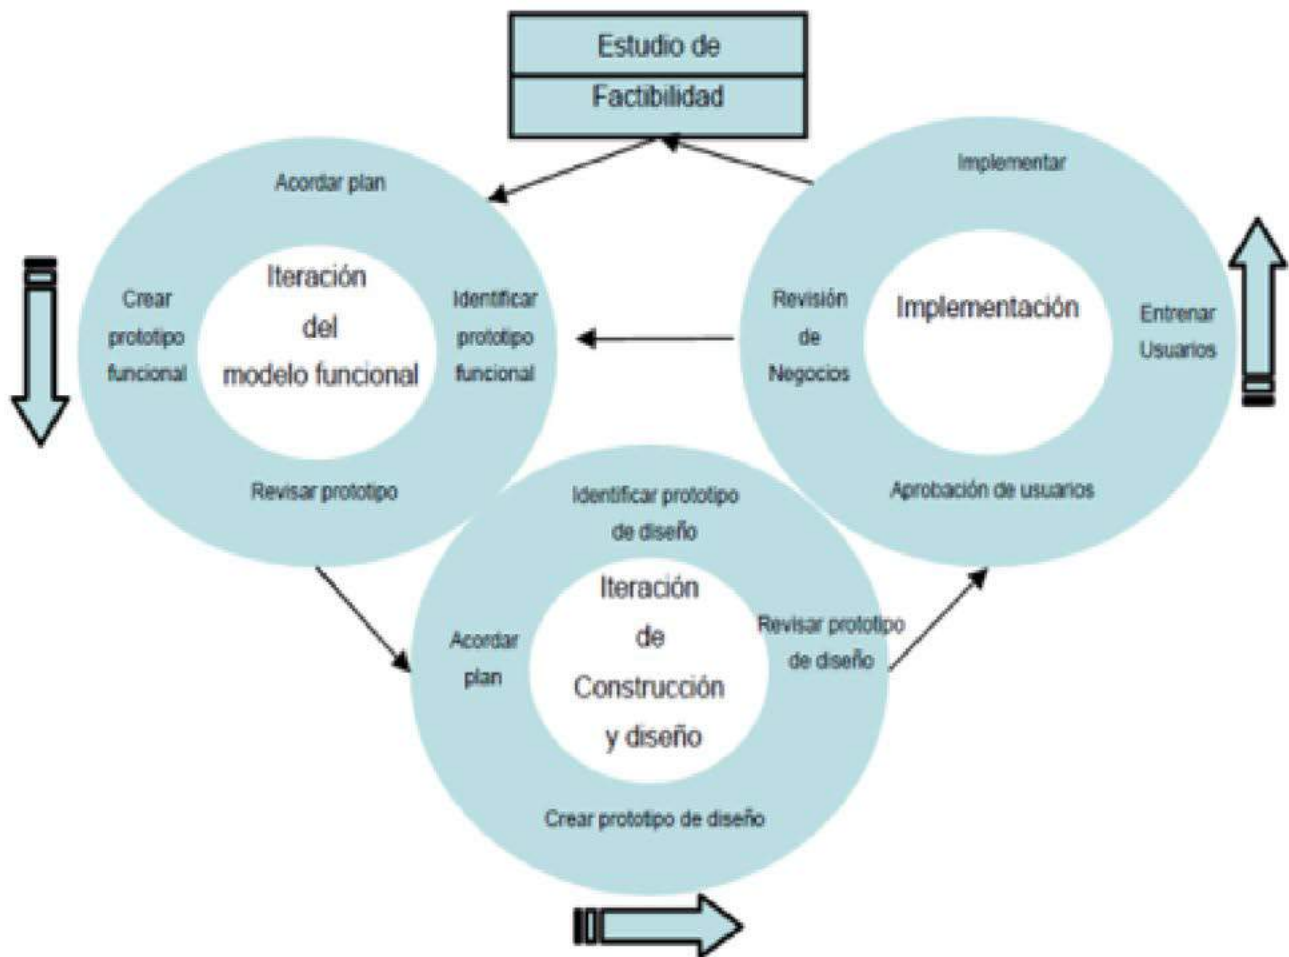 Estudio de
Factibilidad
Acordar plan
Crear
prototipo
funcional
Iteración
del
modelo funcional
Identificar
prototipo
funcional
Revisar prototipo
Implementar
Revisión
de
Negocios
Implementación
Entrenar
Usuarios
Aprobación de usuarios
Identificar prototipo
de diseño
Acordar
plan
Iteración
de
Construcción
y diseño
Revisar prototipo
de diseño
Crear prototipo de diseño